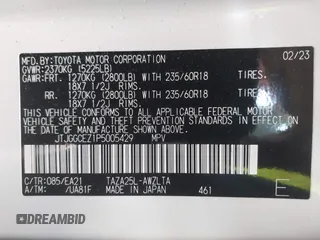 MFD.BY: TOYOTA MOTOR CORPORATION 02/23
GVWR: 2370KG (5225LB)
GAWR: FRT. 1270KG (2800LB) WITH 235/60R18 TIRES.
18X7 1/2J RIMS.
RR. 1270KG (2800LB) WITH 235/60R18 TIRES.
18X7 1/2J RIMS.
THIS VEHICLE CONFORMS TO ALL APPLICABLE FEDERAL
MOTOR VEHICLE SAFETY AND THEFT PREVENTION STANDARDS
IN EFFECT ON THE DATE OF MANUFACTURE SHOWN ABOVE.
JTJGGCEZ1P5005429 MPV
C/TR: 085/EA21 TAZA25L-AWZLTA
A/TM: /UA81F MADE IN JAPAN 461 E
DREAMBID